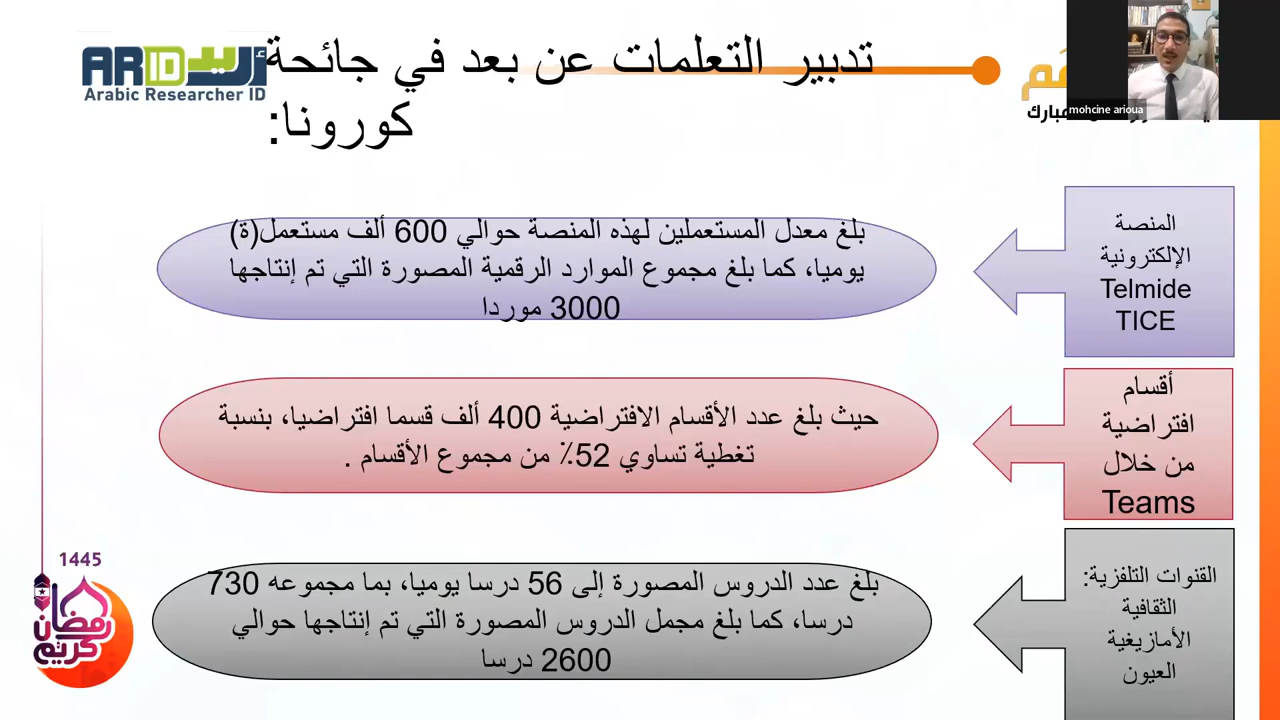 ARID أريد
Arabic Researcher ID
تدبير التعلمات عن بعد في جائحة
كورونا:
mohcine arioua
المنصة
الإلكترونية
Telmide
TICE
بلغ معدل المستعملين لهذه المنصة حوالي 600 ألف مستعمل(ة)
يوميا، كما بلغ مجموع الموارد الرقمية المصورة التي تم إنتاجها
3000 موردا
أقسام
افتراضية
من خلال
Teams
حيث بلغ عدد الأقسام الافتراضية 400 ألف قسما افتراضيا، بنسبة
تغطية تساوي 52٪ من مجموع الأقسام .
القنوات التلفزية:
الثقافية
الأمازيغية
العيون
بلغ عدد الدروس المصورة إلى 56 درسا يوميا، بما مجموعه 730
درسا، كما بلغ مجمل الدروس المصورة التي تم إنتاجها حوالي
2600 درسا
1445
رمضان
كريم